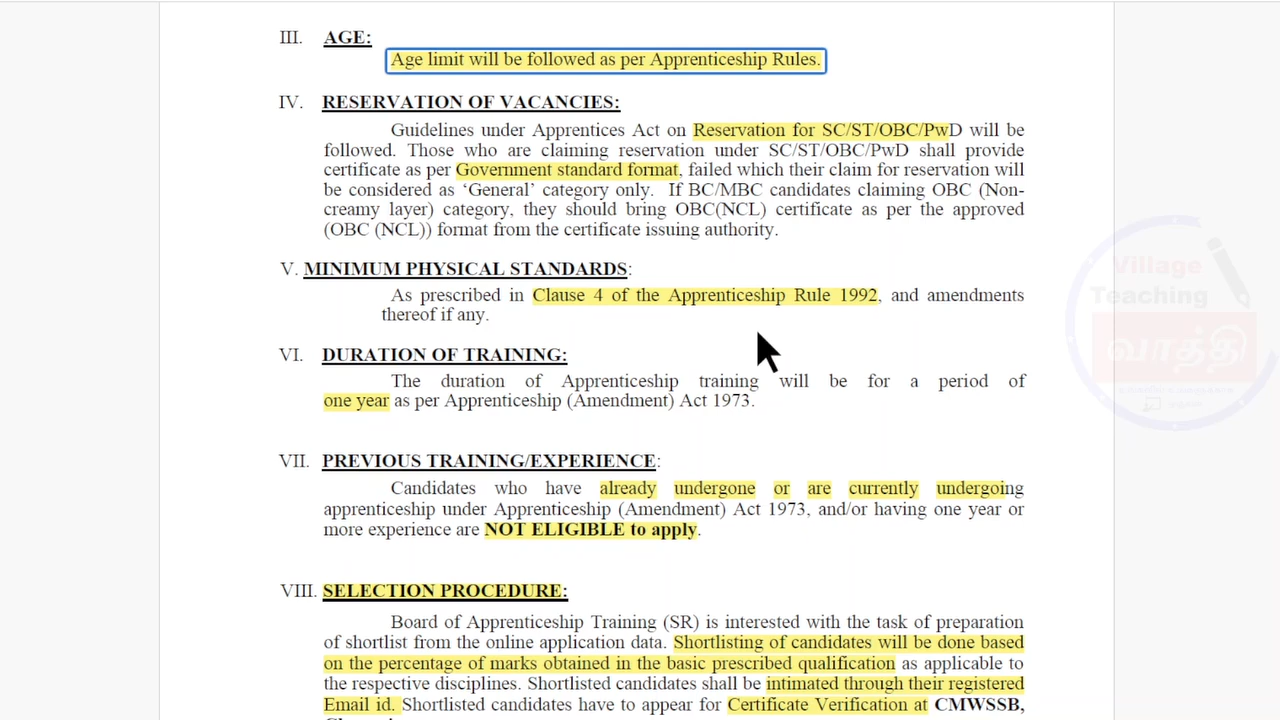 III. AGE:
Age limit will be followed as per Apprenticeship Rules.
IV. RESERVATION OF VACANCIES:
Guidelines under Apprentices Act on Reservation for SC/ST/OBC/PwD will be
followed. Those who are claiming reservation under SC/ST/OBC/PwD shall provide
certificate as per Government standard format, failed which their claim for reservation will
be considered as ‘General’ category only. If BC/MBC candidates claiming OBC (Non-
creamy layer) category, they should bring OBC(NCL) certificate as per the approved
(OBC (NCL)) format from the certificate issuing authority.
V. MINIMUM PHYSICAL STANDARDS:
As prescribed in Clause 4 of the Apprenticeship Rule 1992, and amendments
thereof if any.
VI. DURATION OF TRAINING:
The duration of Apprenticeship training will be for a period of
one year as per Apprenticeship (Amendment) Act 1973.
VII. PREVIOUS TRAINING/EXPERIENCE:
Candidates who have already undergone or are currently undergoing
apprenticeship under Apprenticeship (Amendment) Act 1973, and/or having one year or
more experience are NOT ELIGIBLE to apply.
VIII. SELECTION PROCEDURE:
Board of Apprenticeship Training (SR) is interested with the task of preparation
of shortlist from the online application data. Shortlisting of candidates will be done based
on the percentage of marks obtained in the basic prescribed qualification as applicable to
the respective disciplines. Shortlisted candidates shall be intimated through their registered
Email id. Shortlisted candidates have to appear for Certificate Verification at CMWSSB,
Village
Teaching
வாத்தி